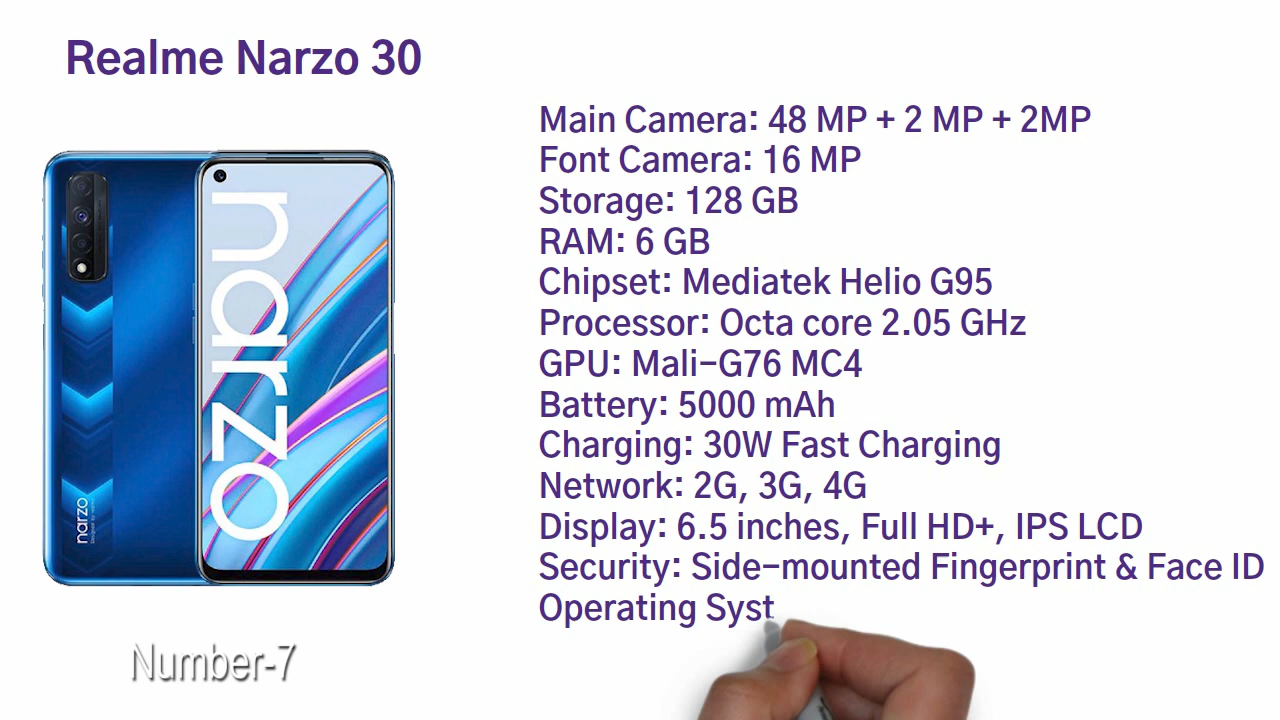 Realme Narzo 30
Main Camera: 48 MP + 2 MP + 2MP
Font Camera: 16 MP
Storage: 128 GB
RAM: 6 GB
Chipset: Mediatek Helio G95
Processor: Octa core 2.05 GHz
GPU: Mali-G76 MC4
Battery: 5000 mAh
Charging: 30W Fast Charging
Network: 2G, 3G, 4G
Display: 6.5 inches, Full HD+, IPS LCD
Security: Side-mounted Fingerprint & Face ID
Operating Syst
narzo
narzo
Number-7